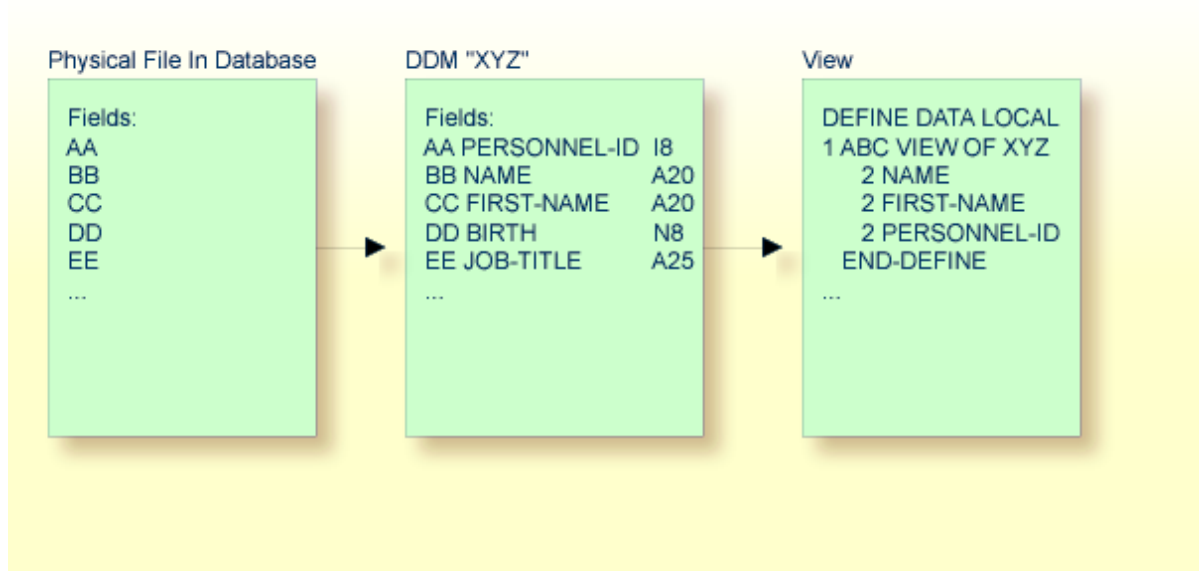 Physical File In Database
Fields:
AA
BB
CC
DD
EE
...
DDM "XYZ"
Fields:
AA PERSONNEL-ID I8
BB NAME A20
CC FIRST-NAME A20
DD BIRTH N8
EE JOB-TITLE A25
...
View
DEFINE DATA LOCAL
1 ABC VIEW OF XYZ
2 NAME
2 FIRST-NAME
2 PERSONNEL-ID
END-DEFINE
...